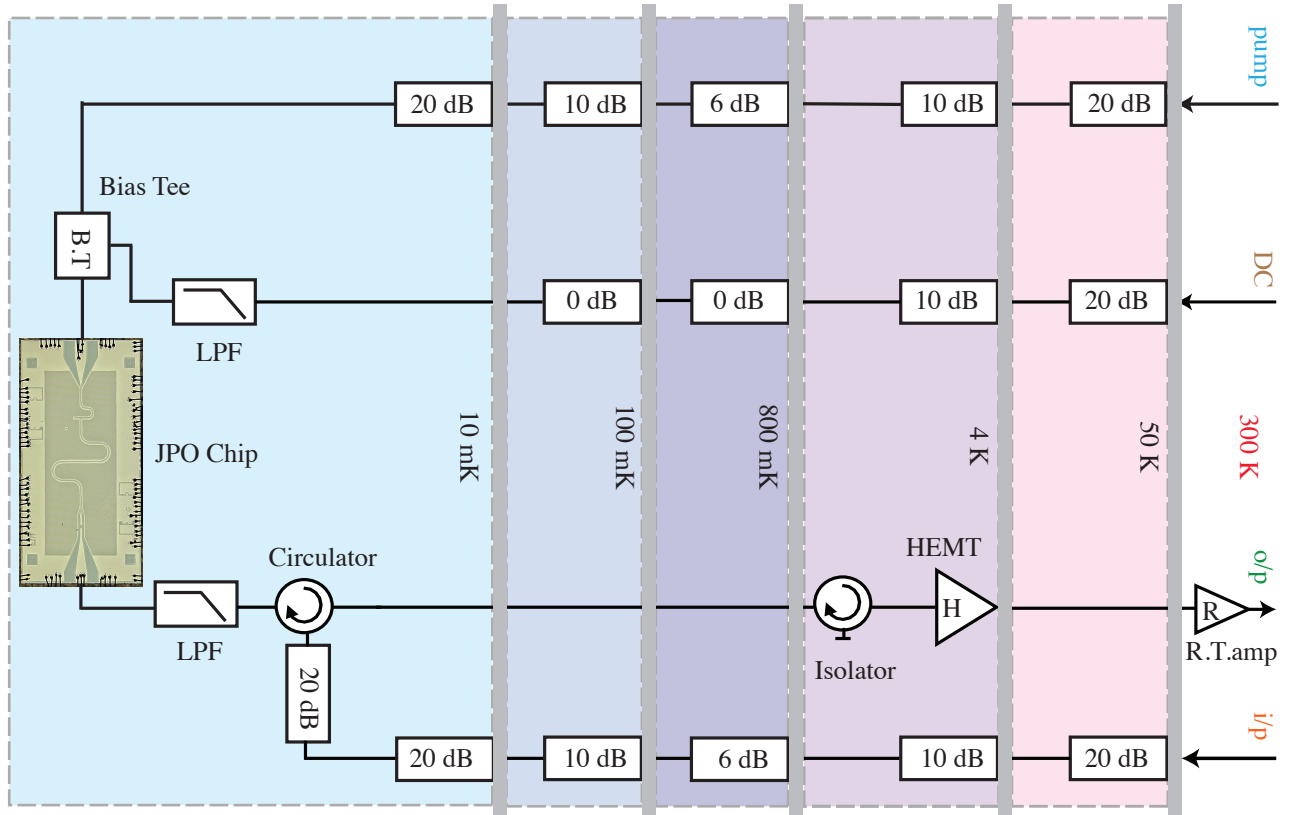 pump
20 dB
10 dB
6 dB
10 dB
20 dB
Bias Tee
B.T
DC
0 dB
0 dB
10 dB
20 dB
LPF
10 mK
100 mK
800 mK
4 K
50 K
300 K
JPO Chip
Circulator
HEMT
o/p
H
R
LPF
Isolator
R.T.amp
20 dB
i/p
20 dB
10 dB
6 dB
10 dB
20 dB